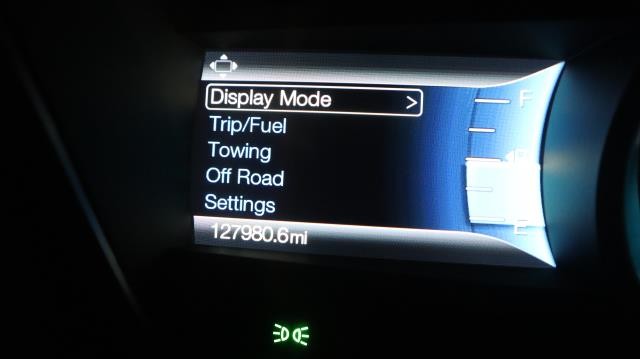 Display Mode >
Trip/Fuel
Towing
Off Road
Settings
127980.6mi
F
E